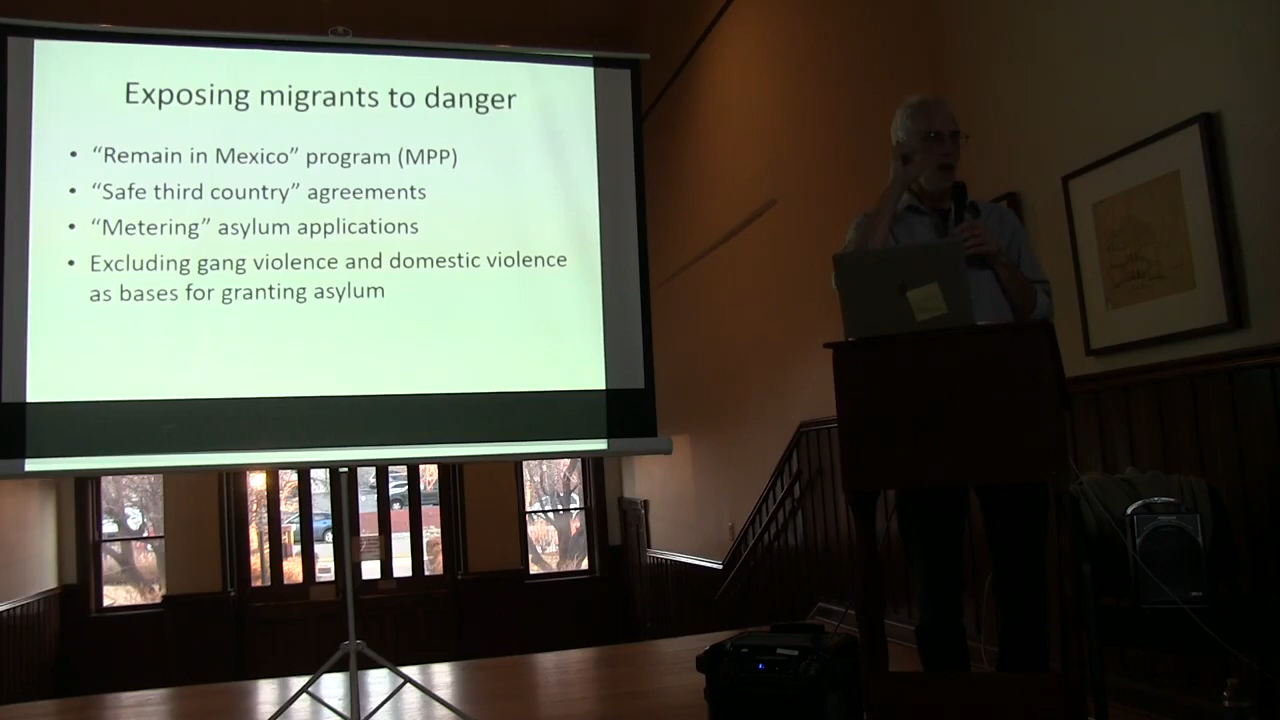 Exposing migrants to danger
• “Remain in Mexico” program (MPP)
• “Safe third country” agreements
• “Metering” asylum applications
• Excluding gang violence and domestic violence
as bases for granting asylum